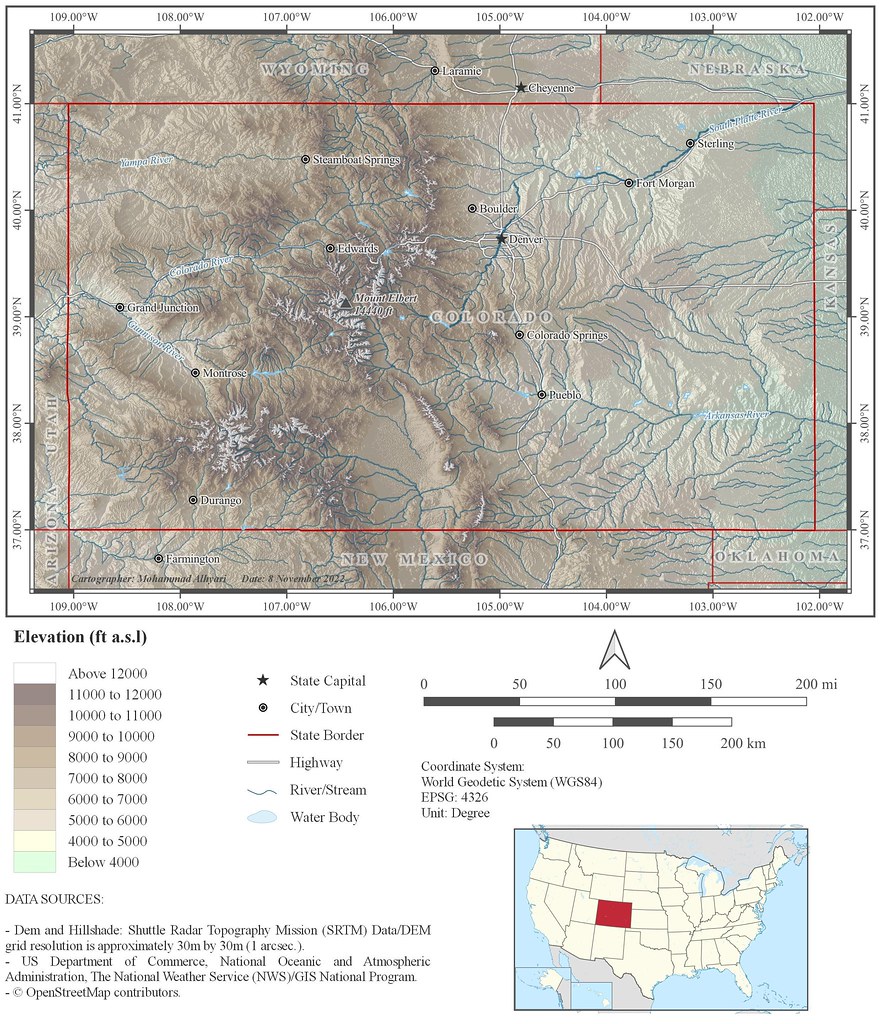 109.00°W 108.00°W 107.00°W 106.00°W 105.00°W 104.00°W 103.00°W 102.00°W
WYOMING
NEBRASKA
Laramie
Cheyenne
41.00°N
41.00°N
South Platte River
Sterling
Yampa River
Steamboat Springs
Fort Morgan
40.00°N
40.00°N
Boulder
Denver
KANSAS
Edwards
Colorado River
Mount Elbert
14440 ft
Grand Junction
COLORADO
39.00°N
39.00°N
Gunnison River
Colorado Springs
Montrose
Pueblo
Arkansas River
38.00°N
38.00°N
UTAH
Durango
37.00°N
37.00°N
ARIZONA
Farmington
NEW MEXICO
OKLAHOMA
Cartographer: Mohammad Alhyari Date: 8 November 2022
109.00°W 108.00°W 107.00°W 106.00°W 105.00°W 104.00°W 103.00°W 102.00°W
Elevation (ft a.s.l)
Above 12000
11000 to 12000
10000 to 11000
9000 to 10000
8000 to 9000
7000 to 8000
6000 to 7000
5000 to 6000
4000 to 5000
Below 4000
State Capital
City/Town
State Border
Highway
River/Stream
Water Body
0 50 100 150 200 mi
0 50 100 150 200 km
Coordinate System:
World Geodetic System (WGS84)
EPSG: 4326
Unit: Degree
DATA SOURCES:
- Dem and Hillshade: Shuttle Radar Topography Mission (SRTM) Data/DEM
grid resolution is approximately 30m by 30m (1 arcsec.).
- US Department of Commerce, National Oceanic and Atmospheric
Administration, The National Weather Service (NWS)/GIS National Program.
- © OpenStreetMap contributors.